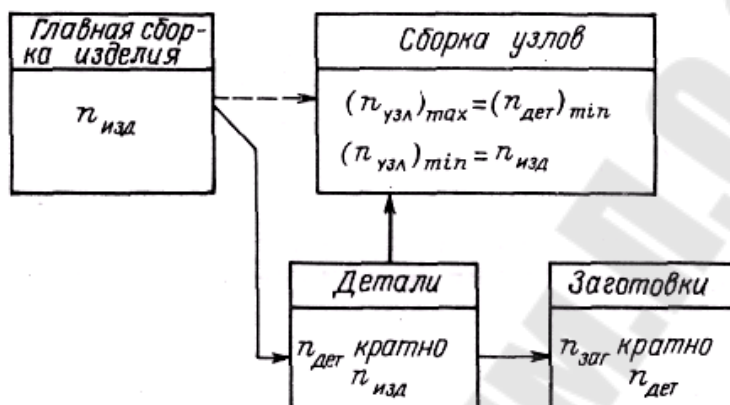 Главная сбор-
ка изделия
n изд
Сборка узлов
(n узл) max = (n дет) min
(n узл) min = n изд
Детали
n дет кратно
n изд
Заготовки
n заг кратно
n дет